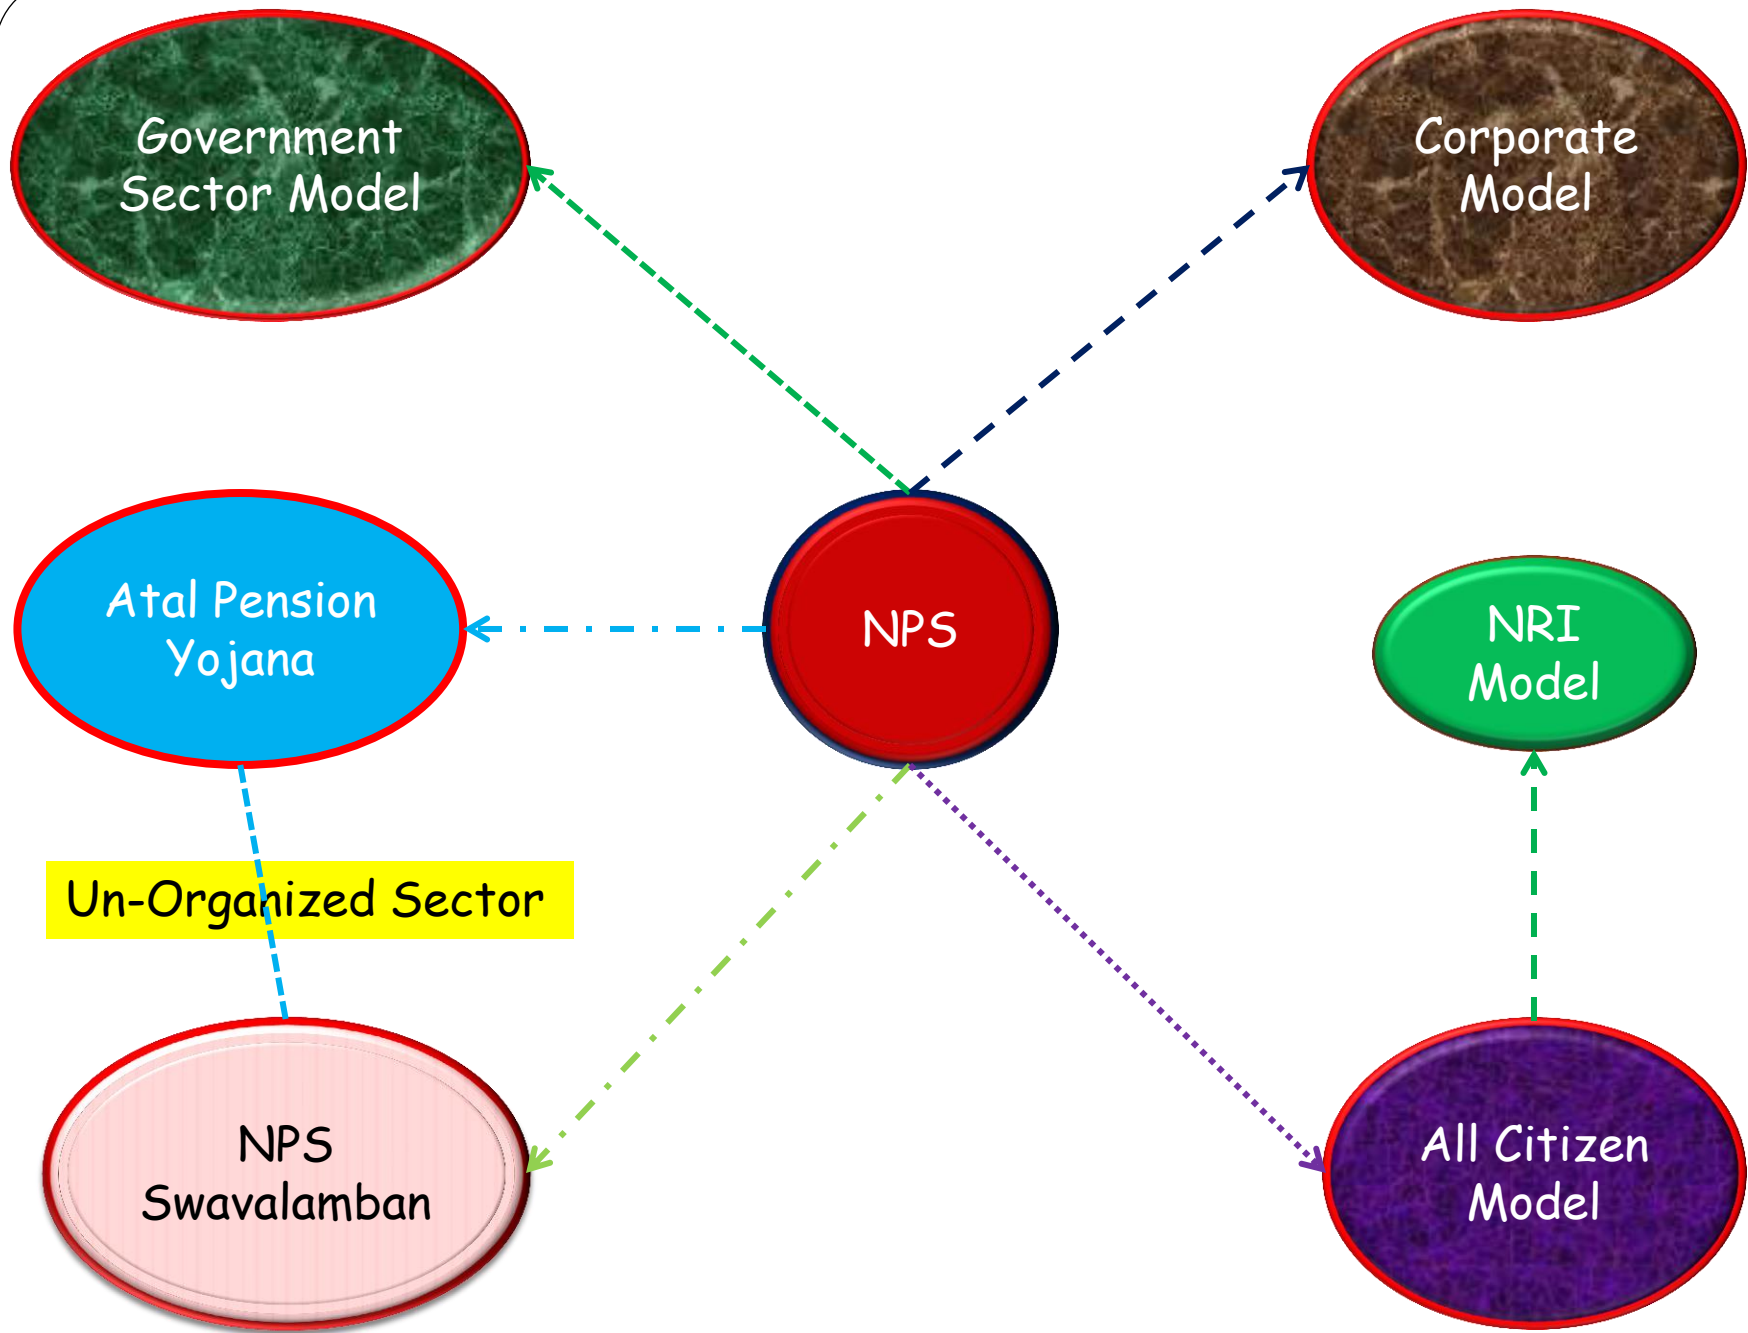 Government
Sector Model
Corporate
Model
Atal Pension
Yojana
NPS
NRI
Model
Un-Organized Sector
NPS
Swavalamban
All Citizen
Model